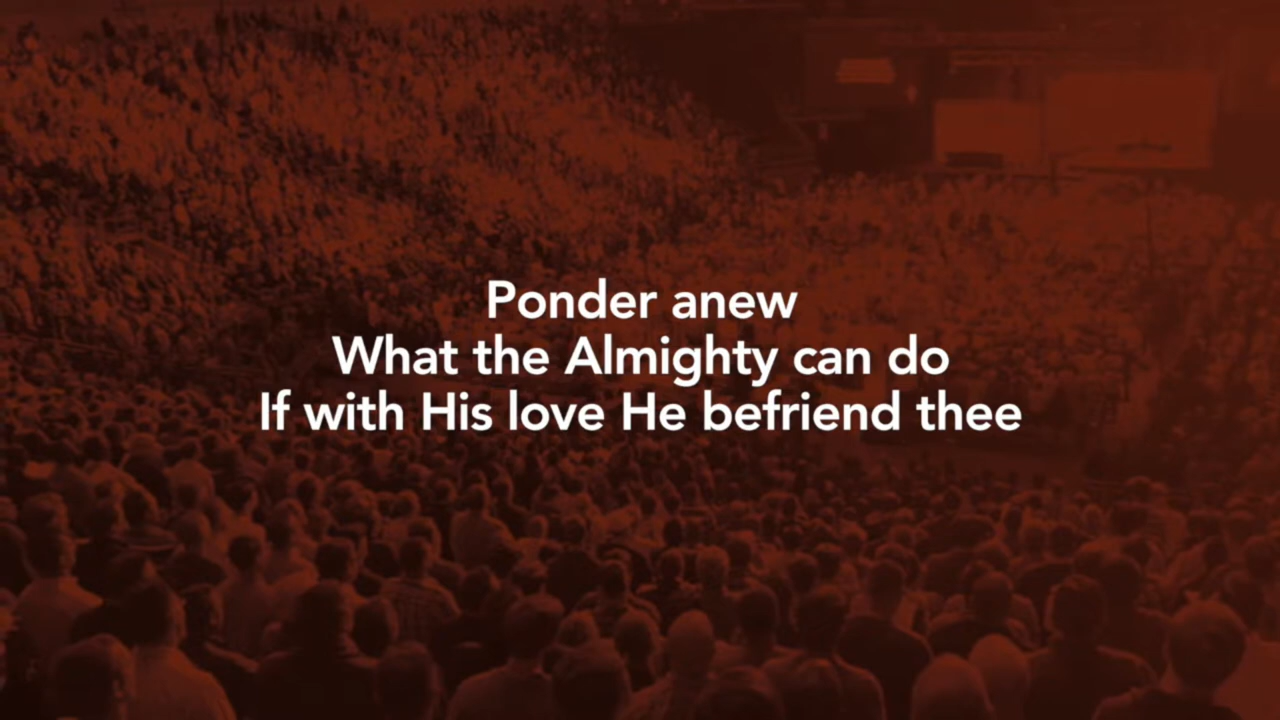 Ponder anew
What the Almighty can do
If with His love He befriend thee